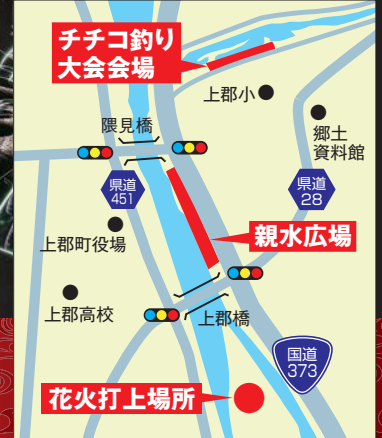 チチコ釣り
大会会場
上郡小
郷土
資料館
隈見橋
県道
451
県道
28
上郡町役場
親水広場
上郡高校
上郡橋
国道
373
花火打上場所